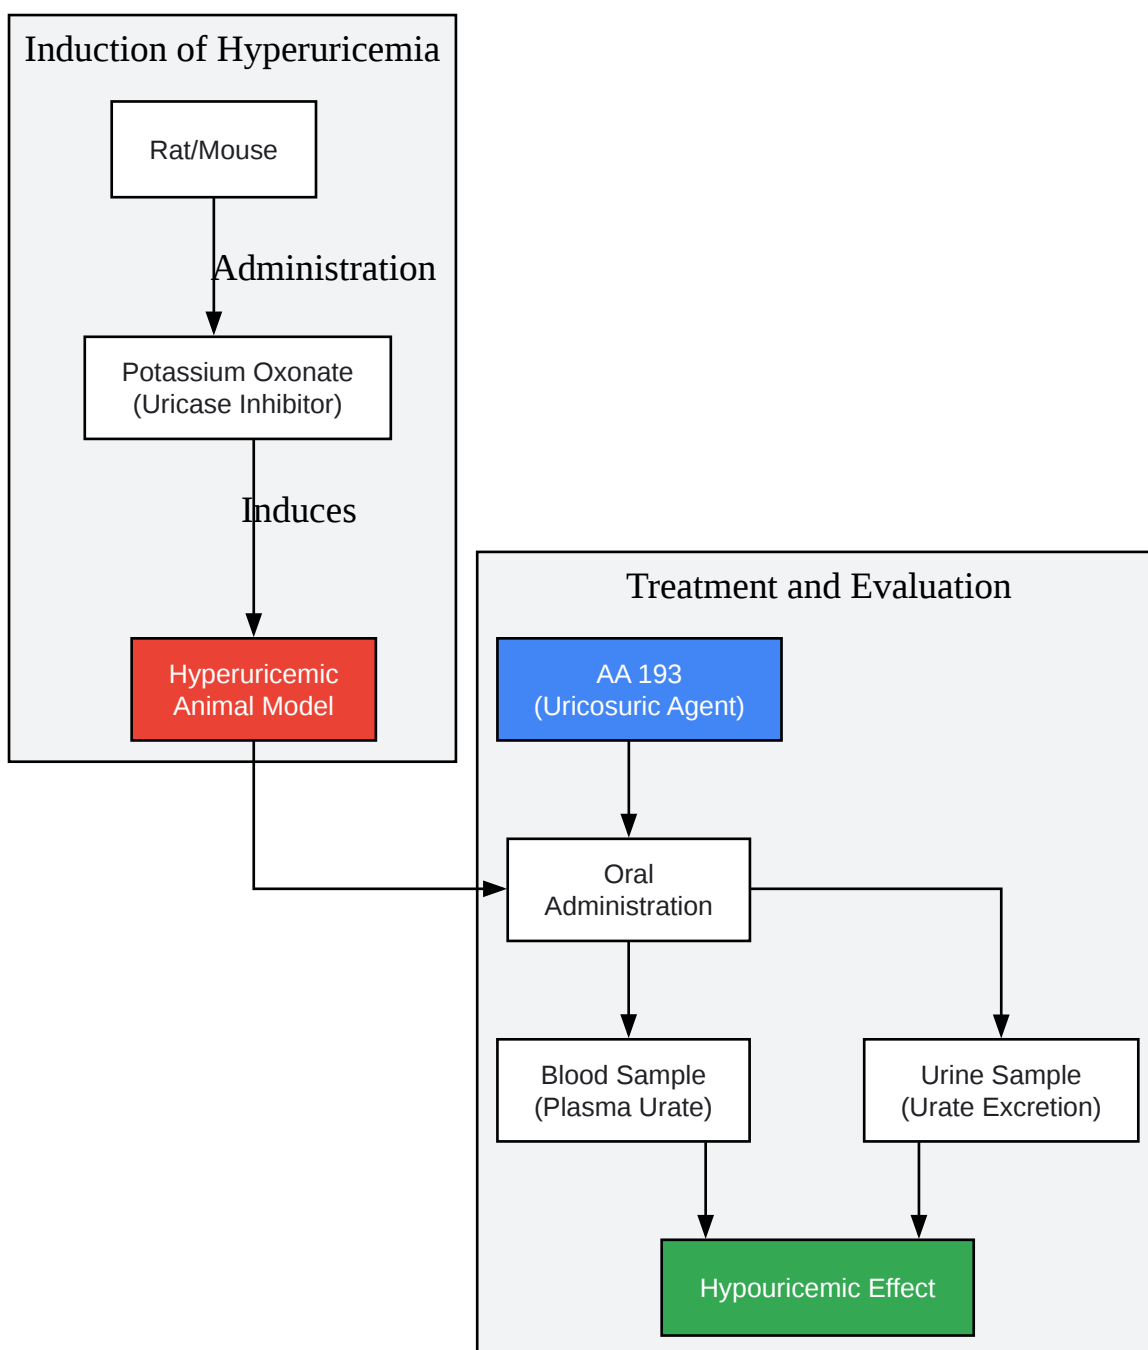 Induction of Hyperuricemia
Rat/Mouse
Administration
Potassium Oxonate
(Uricase Inhibitor)
Induces
Hyperuricemic
Animal Model
Treatment and Evaluation
AA 193
(Uricosuric Agent)
Oral
Administration
Blood Sample
(Plasma Urate)
Urine Sample
(Urate Excretion)
Hypouricemic Effect